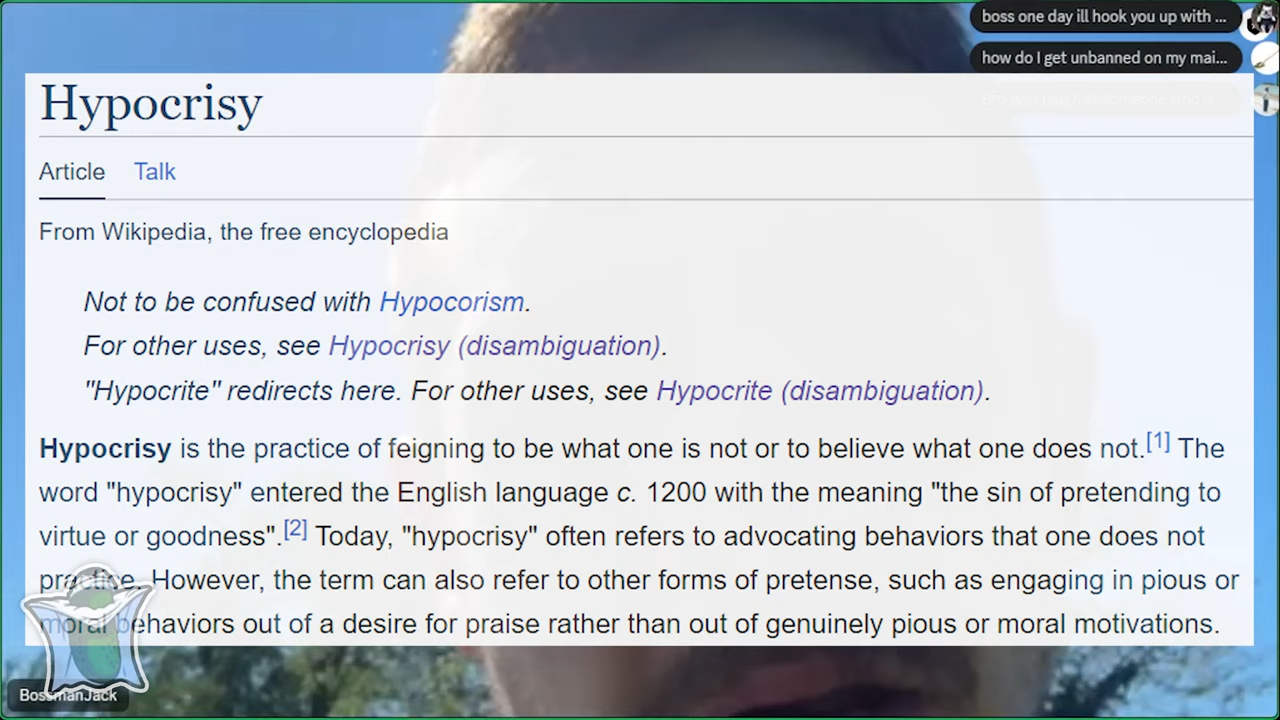 boss one day ill hook you up with ...
how do I get unbanned on my mai...
Hypocrisy
Article Talk
From Wikipedia, the free encyclopedia
Not to be confused with Hypocorism.
For other uses, see Hypocrisy (disambiguation).
"Hypocrite" redirects here. For other uses, see Hypocrite (disambiguation).
Hypocrisy is the practice of feigning to be what one is not or to believe what one does not.[1] The
word "hypocrisy" entered the English language c. 1200 with the meaning "the sin of pretending to
virtue or goodness".[2] Today, "hypocrisy" often refers to advocating behaviors that one does not
practice. However, the term can also refer to other forms of pretense, such as engaging in pious or
moral behaviors out of a desire for praise rather than out of genuinely pious or moral motivations.
BossmanJack